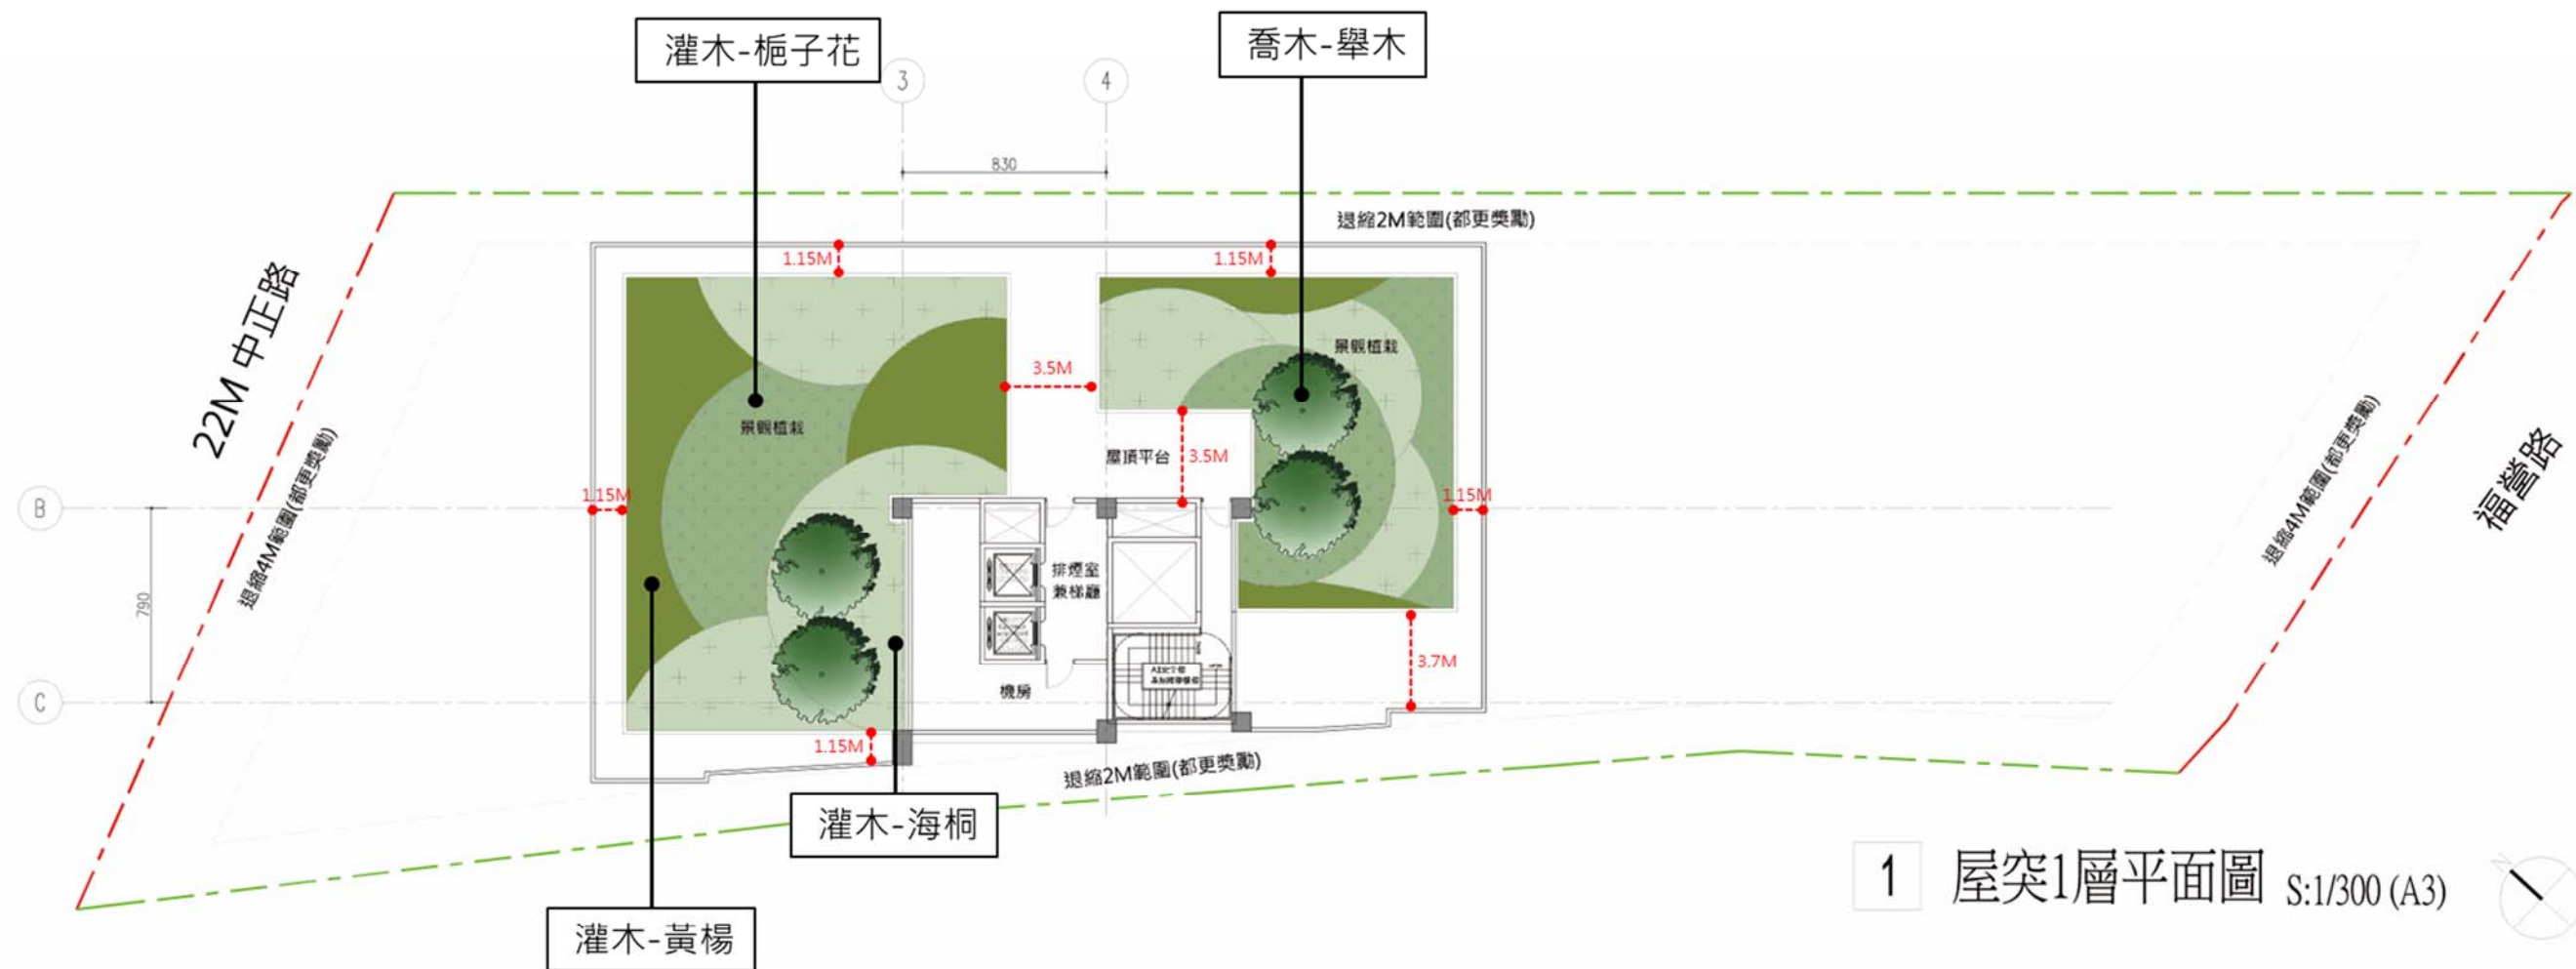 灌木-梔子花
喬木-舉木
3
4
830
退縮2M範圍(都更獎勵)
1.15M
1.15M
22M 中正路
景觀植栽
3.5M
景觀植栽
屋頂平台
3.5M
退縮4M範圍(都更獎勵)
1.15M
1.15M
退縮4M範圍(都更獎勵)
福營路
B
790
排煙室
兼梯廳
C
機房
3.7M
1.15M
退縮2M範圍(都更獎勵)
灌木-海桐
灌木-黃楊
1 屋突1層平面圖 S:1/300 (A3)
N